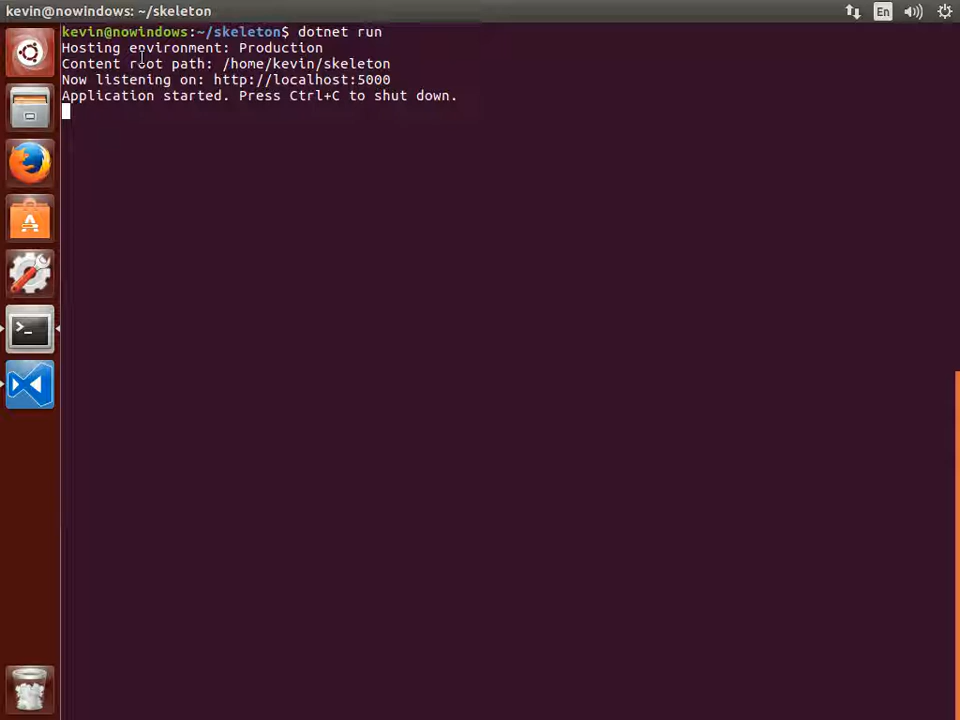 kevin@nowindows: ~/skeleton
En
kevin@nowindows:~/skeleton$ dotnet run
Hosting environment: Production
Content root path: /home/kevin/skeleton
Now listening on: http://localhost:5000
Application started. Press Ctrl+C to shut down.